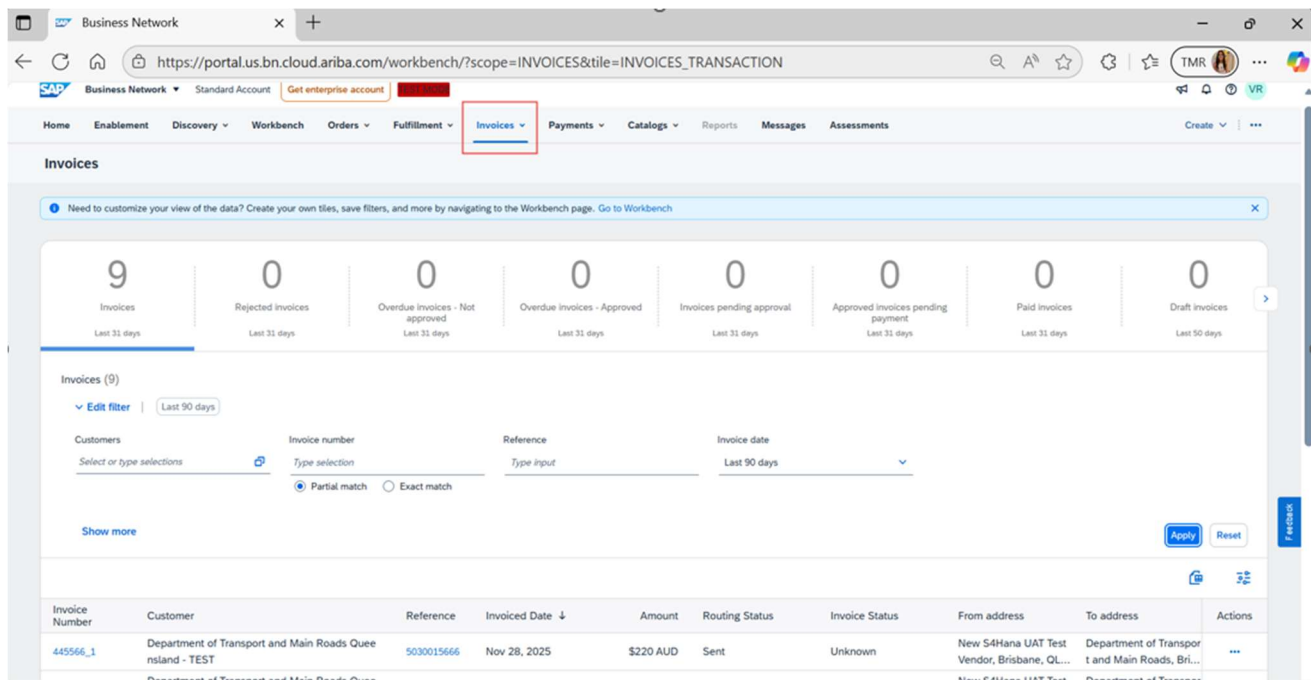 Business Network
https://portal.us.bn.cloud.ariba.com/workbench/?scope=INVOICES&tile=INVOICES_TRANSACTION
TMR
SAP Business Network Standard Account Get enterprise account TEST MODE
VR
Home Enablement Discovery Workbench Orders Fulfillment Invoices Payments Catalogs Reports Messages Assessments Create
Invoices
Need to customize your view of the data? Create your own tiles, save filters, and more by navigating to the Workbench page. Go to Workbench
9 0 0 0 0 0 0 0
Invoices Rejected invoices Overdue invoices - Not approved Overdue invoices - Approved Invoices pending approval Approved invoices pending payment Paid invoices Draft invoices
Last 31 days Last 31 days Last 31 days Last 31 days Last 31 days Last 31 days Last 31 days Last 50 days
Invoices (9)
Edit filter Last 90 days
Customers Invoice number Reference Invoice date
Select or type selections Type selection Type input Last 90 days
Partial match Exact match
Show more Apply Reset
Feedback
Invoice Number Customer Reference Invoiced Date ↓ Amount Routing Status Invoice Status From address To address Actions
445566_1 Department of Transport and Main Roads Quee 5030015666 Nov 28, 2025 $220 AUD Sent Unknown New S4Hana UAT Test Department of Transpor
nsland - TEST Vendor, Brisbane, QL... t and Main Roads, Bri...